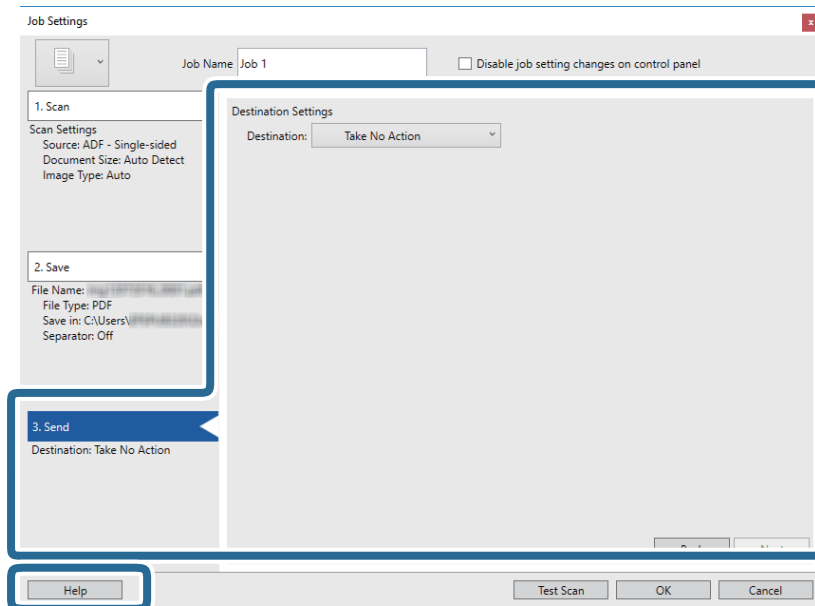 Job Settings
x
Job Name Job 1
Disable job setting changes on control panel
1. Scan
Scan Settings
Source: ADF - Single-sided
Document Size: Auto Detect
Image Type: Auto
2. Save
File Name:
File Type: PDF
Save in: C:\Users\
Separator: Off
3. Send
Destination: Take No Action
Destination Settings
Destination: Take No Action
Help
Test Scan
OK
Cancel